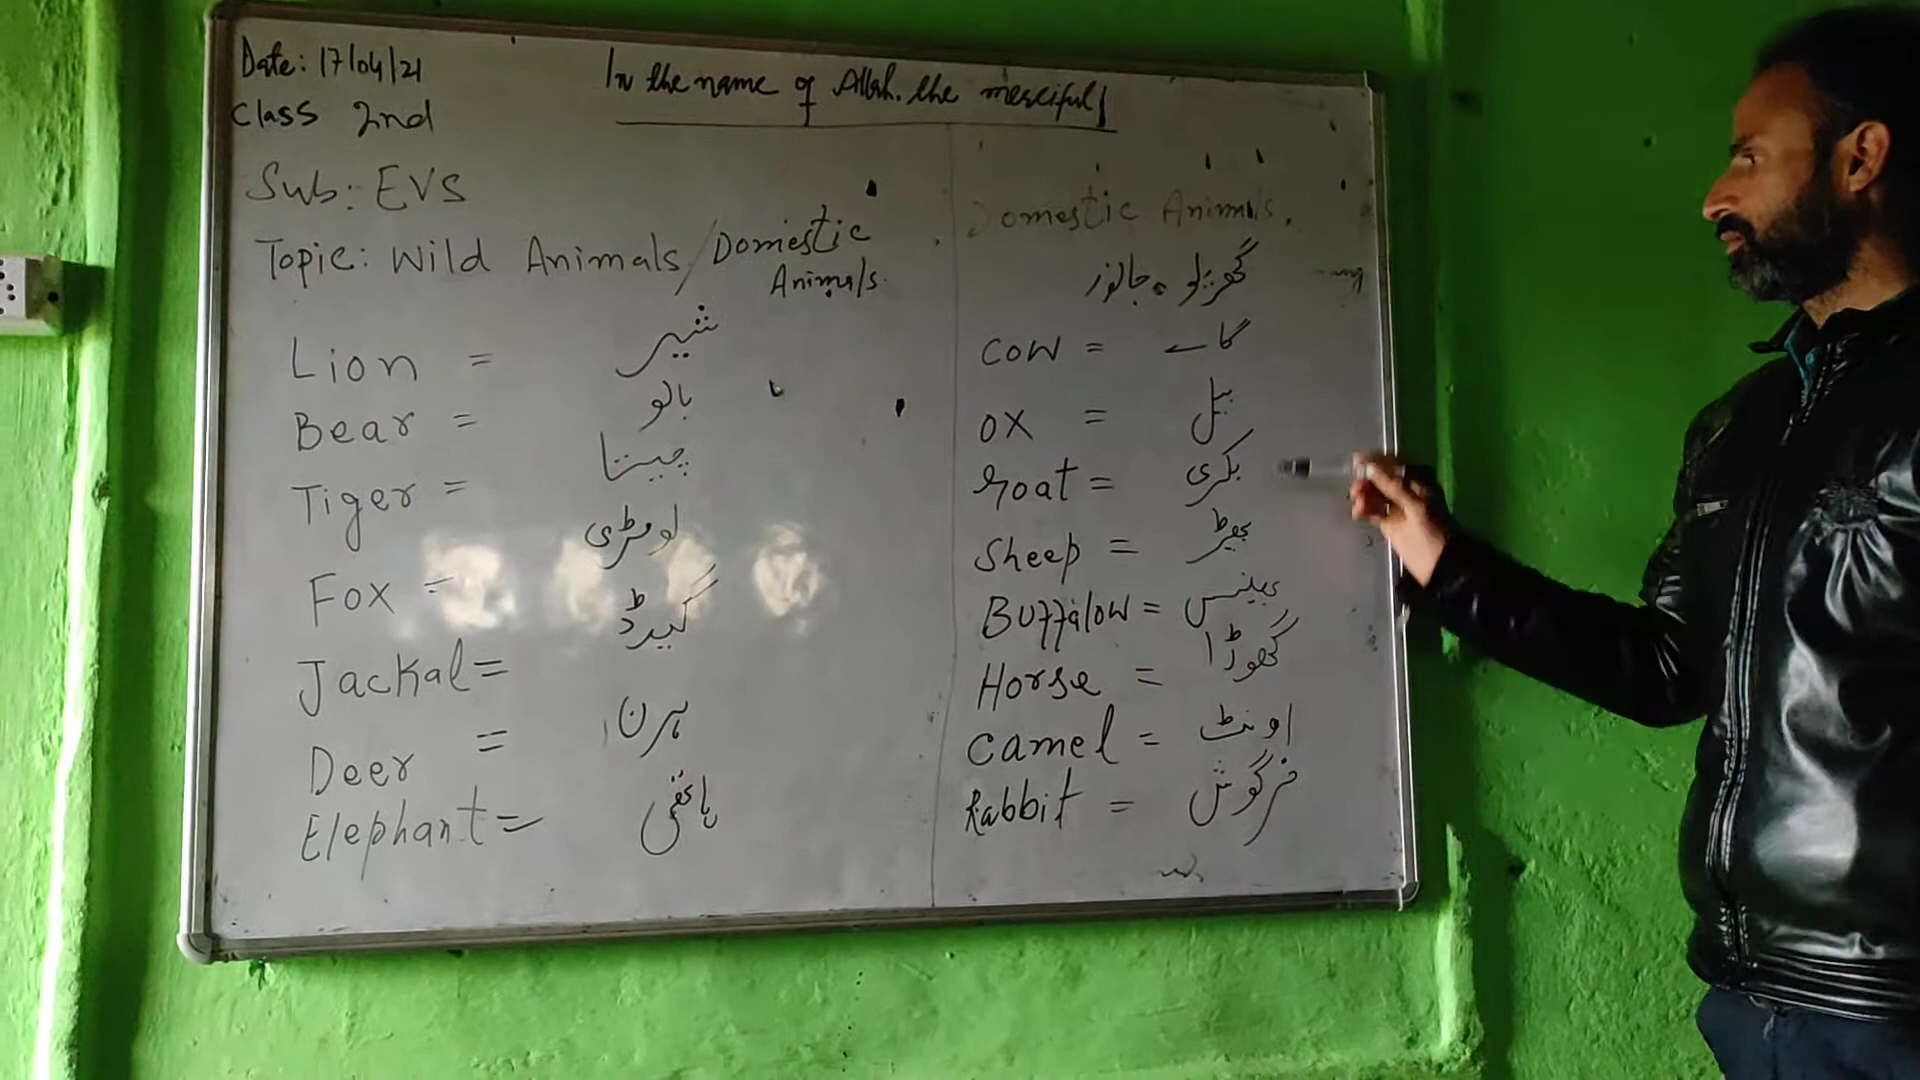 Date: 17/04/21
In the name of Allah. the merciful
Class 2nd
Sub: EVS
Topic: Wild Animals / Domestic Animals.
Lion = شیر
Bear = بالو
Tiger = چیتا
Fox = لومڑی
Jackal = گیدڑ
Deer = ہرن
Elephant = ہاتھی
Domestic Animals.
گھریلو جانور
Cow = گاے
OX = بیل
Goat = بکری
Sheep = بھیڑ
Buffalow = بھینس
Horse = گھوڑا
Camel = اونٹ
Rabbit = خرگوش